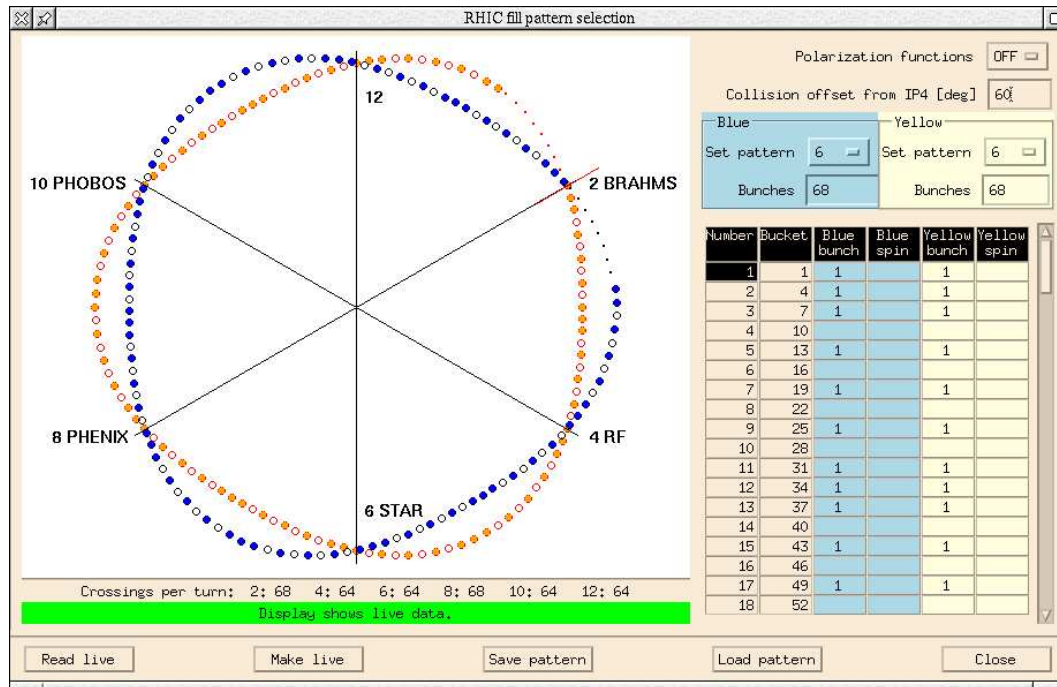 RHIC fill pattern selection
Polarization functions OFF
Collision offset from IP4 [deg] 60
Blue Yellow
Set pattern 6 Set pattern 6
Bunches 68 Bunches 68
12
10 PHOBOS 2 BRAHMS
8 PHENIX 4 RF
6 STAR
Number Bucket Blue bunch Blue spin Yellow bunch Yellow spin
1 1 1 1
2 4 1 1
3 7 1 1
4 10
5 13 1 1
6 16
7 19 1 1
8 22
9 25 1 1
10 28
11 31 1 1
12 34 1 1
13 37 1 1
14 40
15 43 1 1
16 46
17 49 1 1
18 52
Crossings per turn: 2: 68 4: 64 6: 64 8: 68 10: 64 12: 64
Display shows live data.
Read live Make live Save pattern Load pattern Close